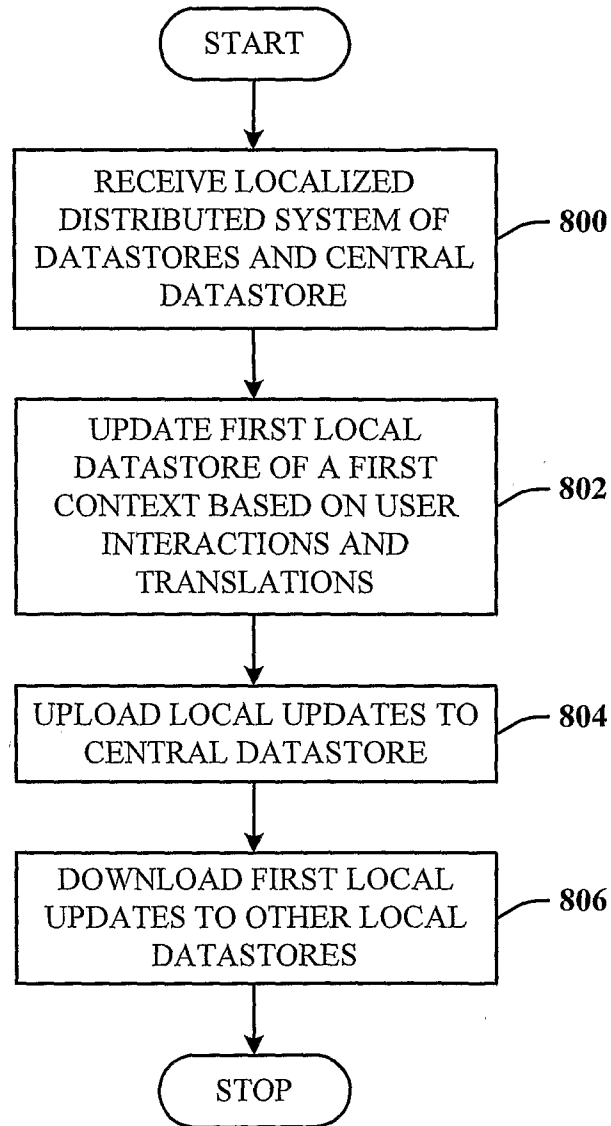 START
RECEIVE LOCALIZED
DISTRIBUTED SYSTEM OF
DATASTORES AND CENTRAL
DATASTORE
800
UPDATE FIRST LOCAL
DATASTORE OF A FIRST
CONTEXT BASED ON USER
INTERACTIONS AND
TRANSLATIONS
802
UPLOAD LOCAL UPDATES TO
CENTRAL DATASTORE
804
DOWNLOAD FIRST LOCAL
UPDATES TO OTHER LOCAL
DATASTORES
806
STOP